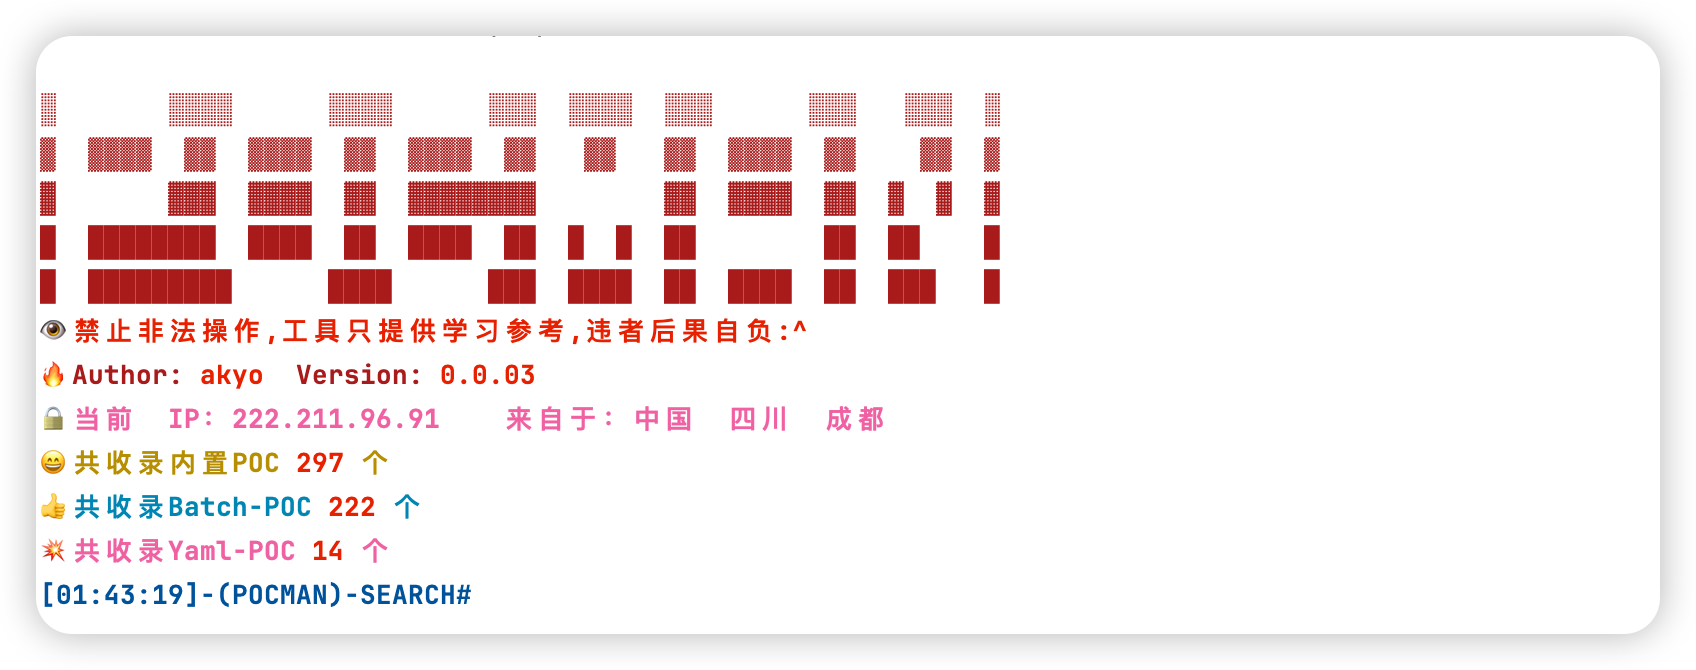 POCMAN
禁止非法操作,工具只提供学习参考,违者后果自负:^
Author: akyo Version: 0.0.03
当前 IP: 222.211.96.91 来自于: 中国 四川 成都
共收录内置POC 297 个
共收录Batch-POC 222 个
共收录Yaml-POC 14 个
[01:43:19]-(POCMAN)-SEARCH#